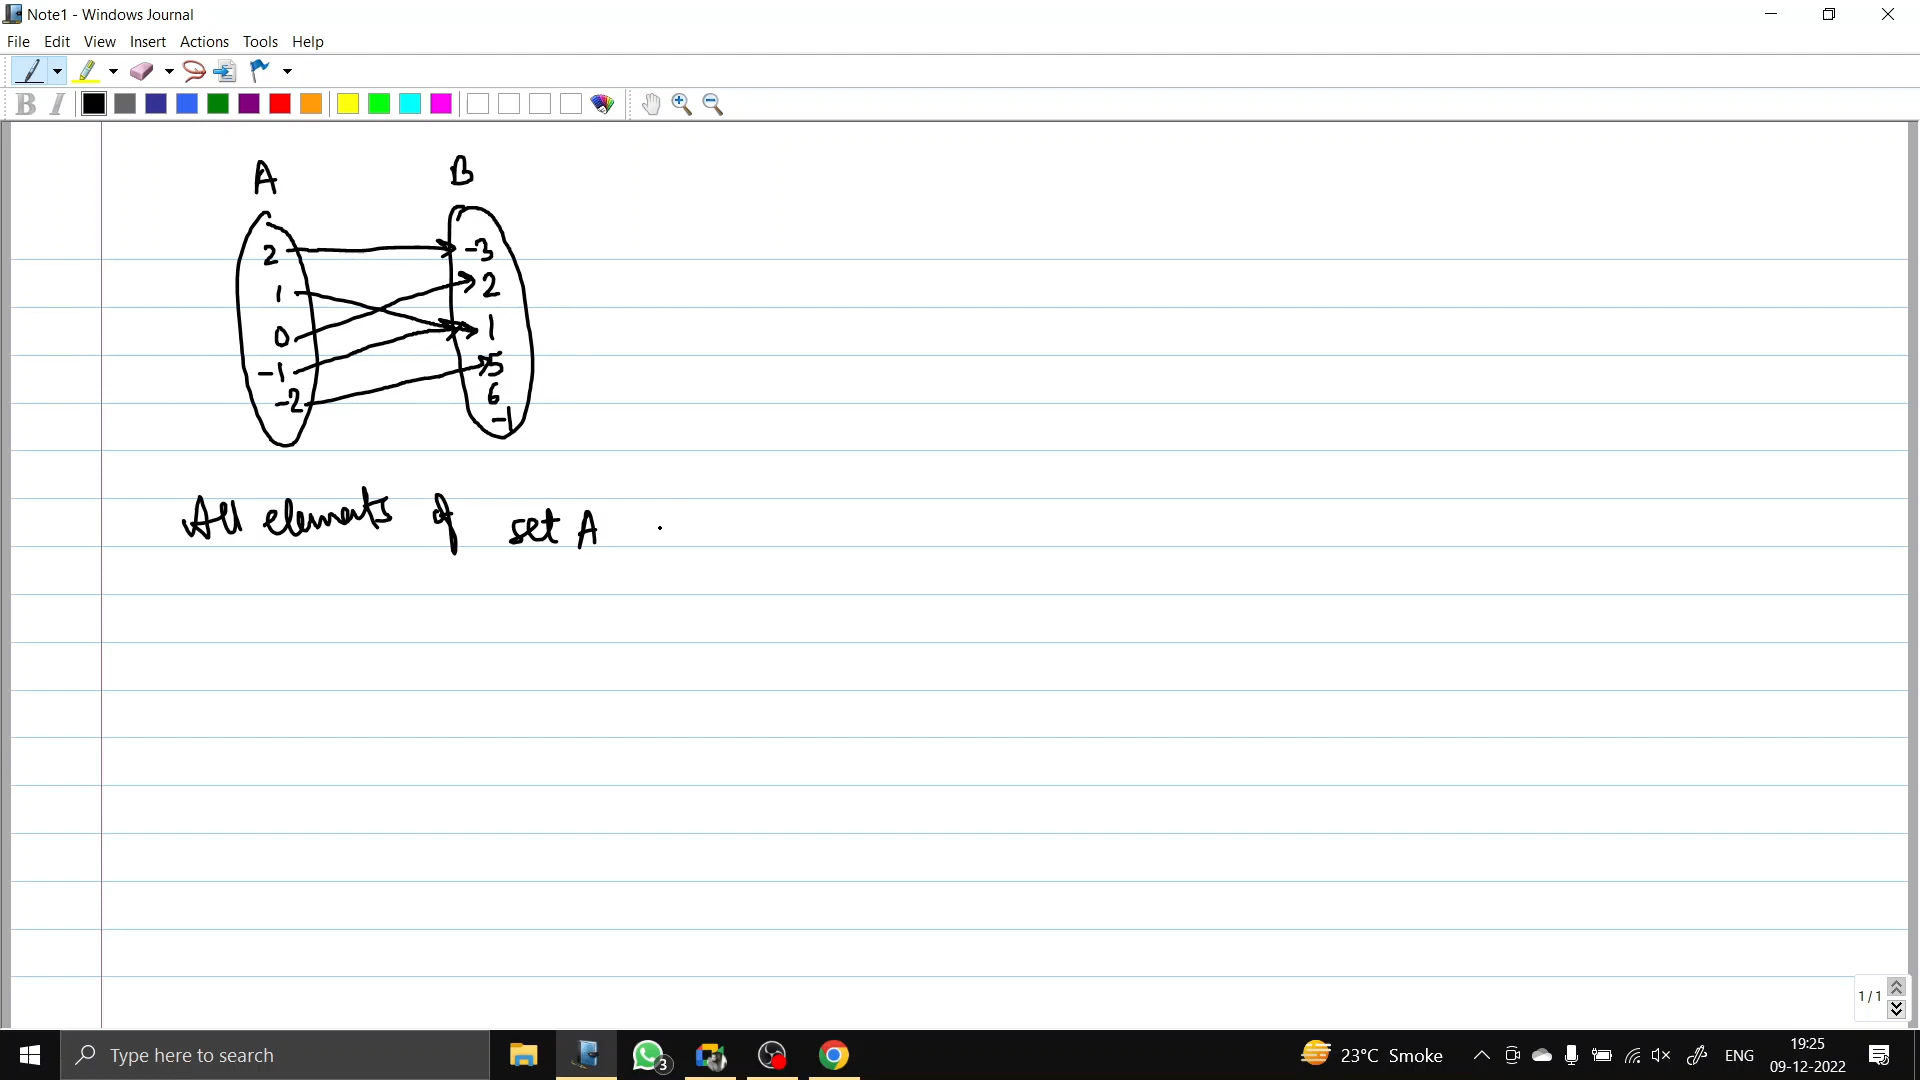 Note1 - Windows Journal
File Edit View Insert Actions Tools Help
B I
A B
2 -3
1 2
0 1
-1 5
-2 6
-1
All elements of set A
1 / 1
Type here to search
3
23°C Smoke
ENG
19:25
09-12-2022